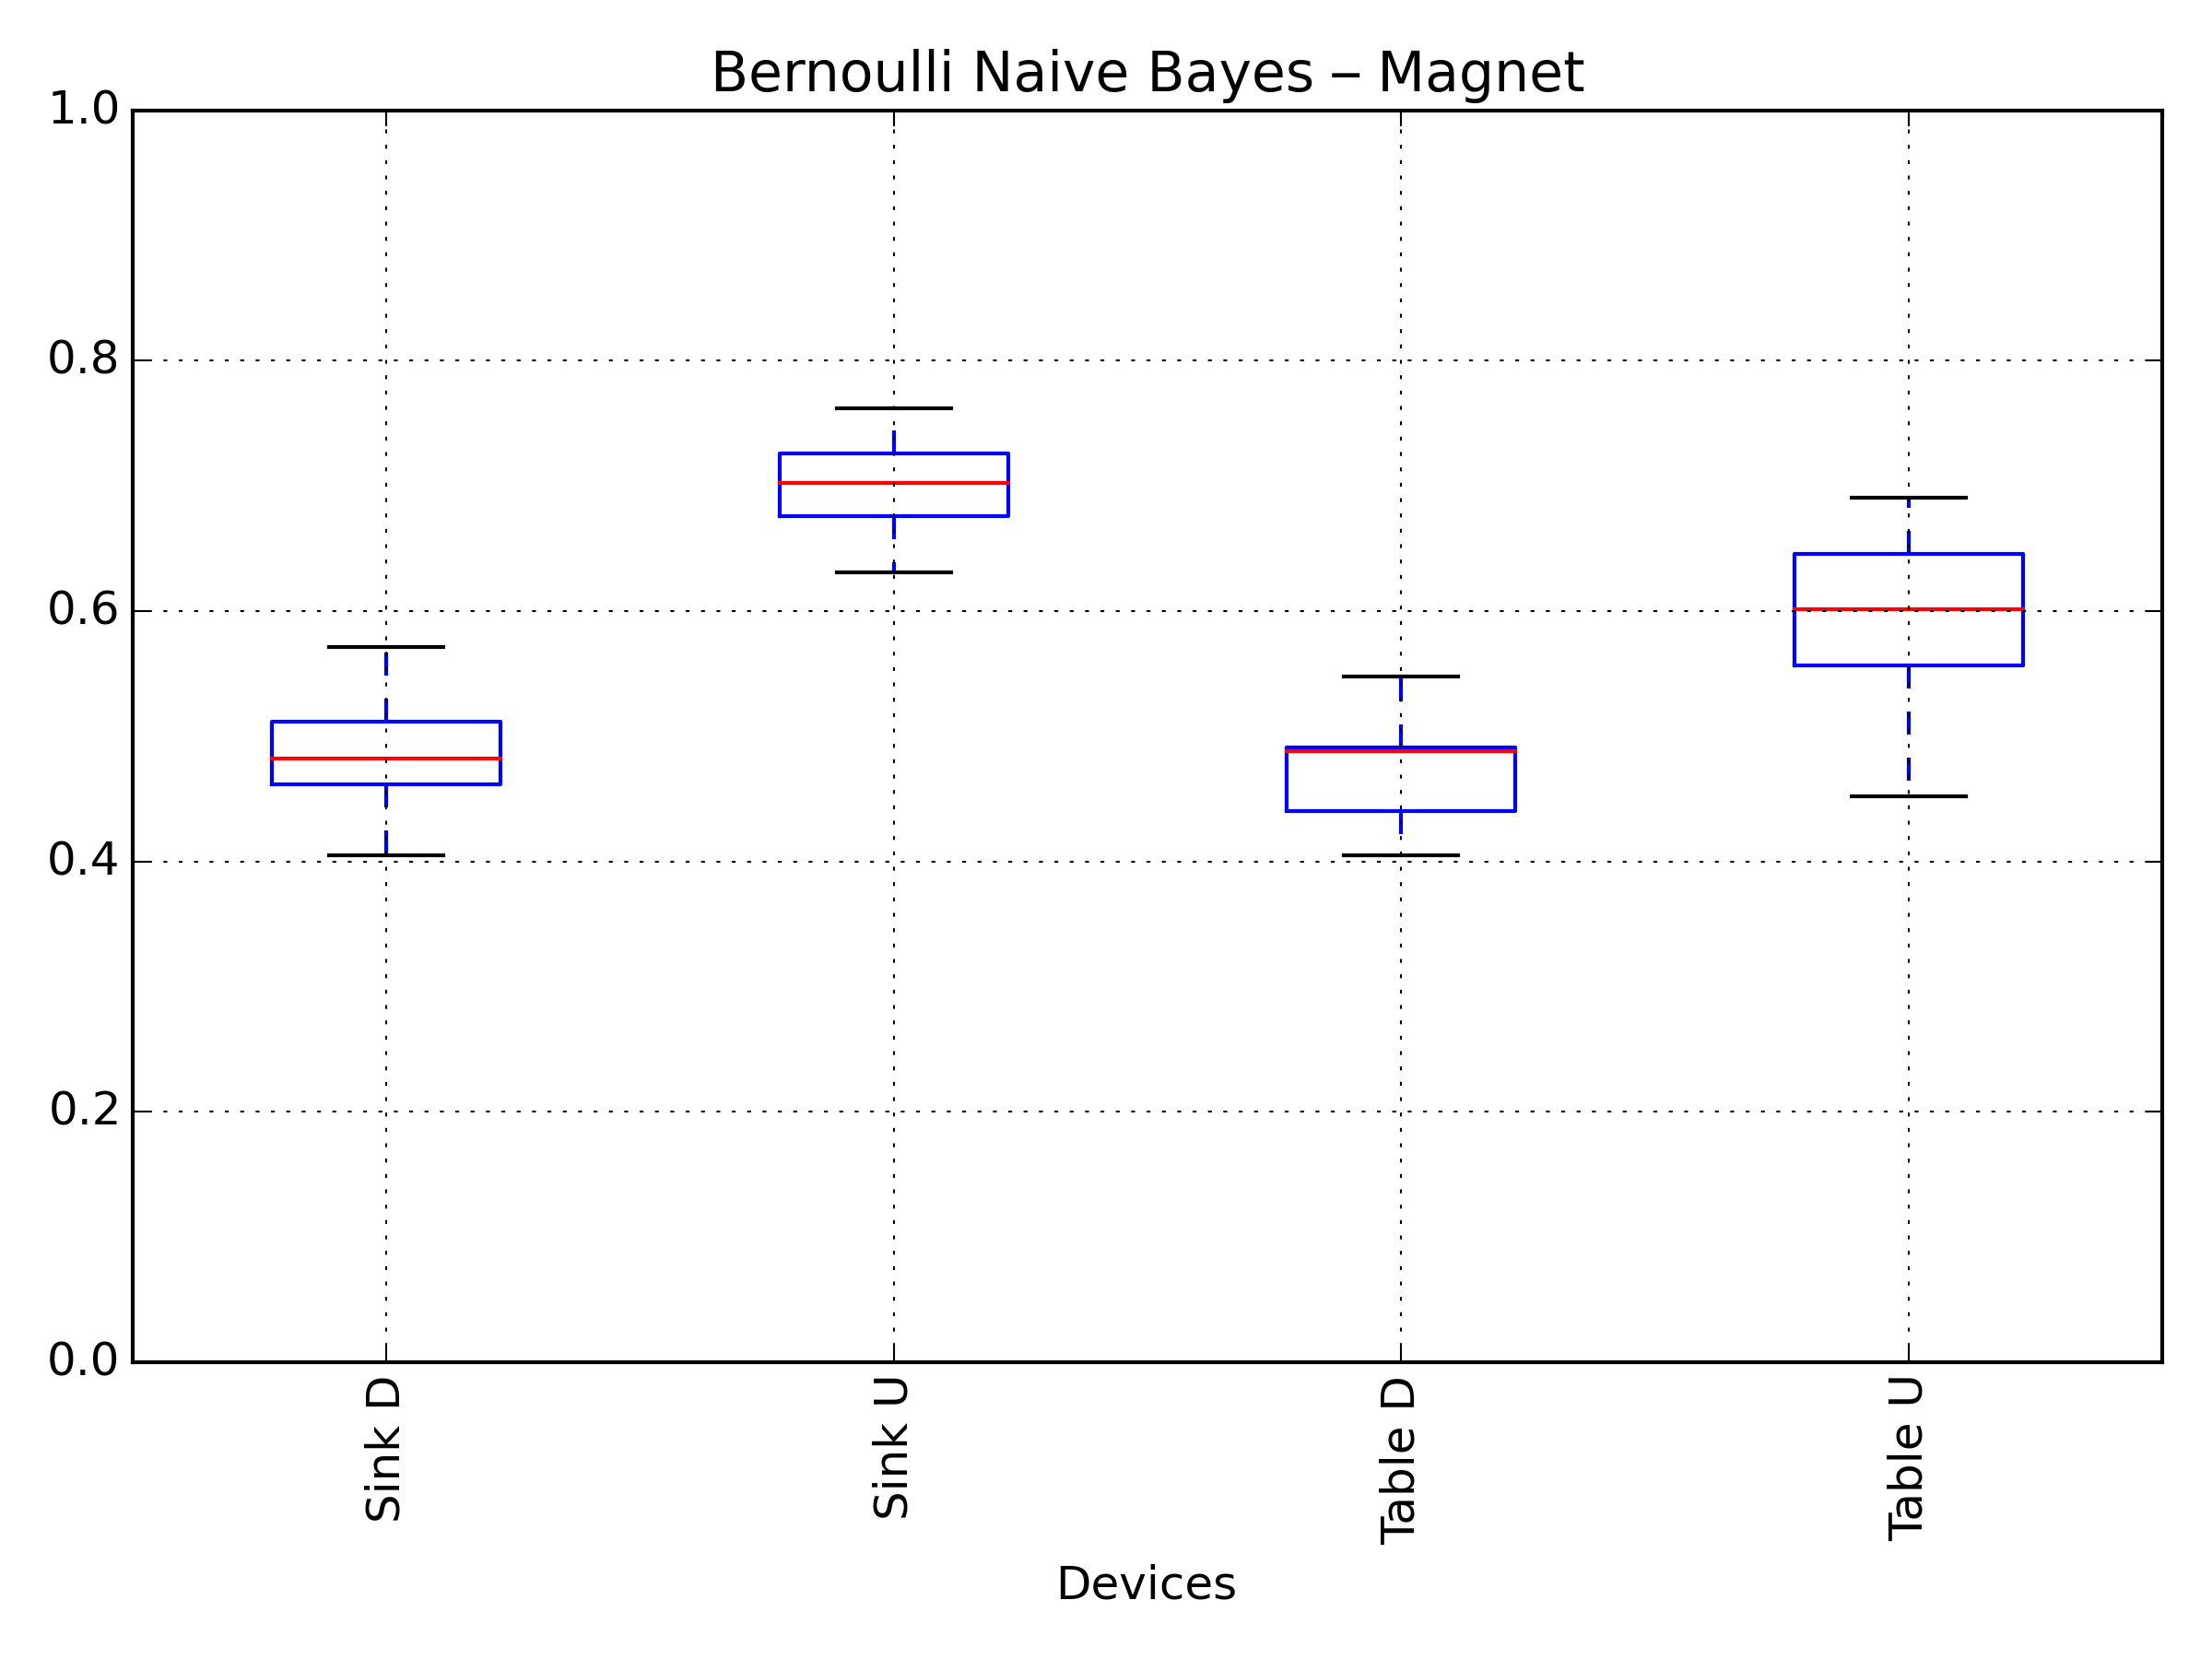 Bernoulli Naive Bayes – Magnet
1.0
0.8
0.6
0.4
0.2
0.0
Sink D
Sink U
Table D
Table U
Devices